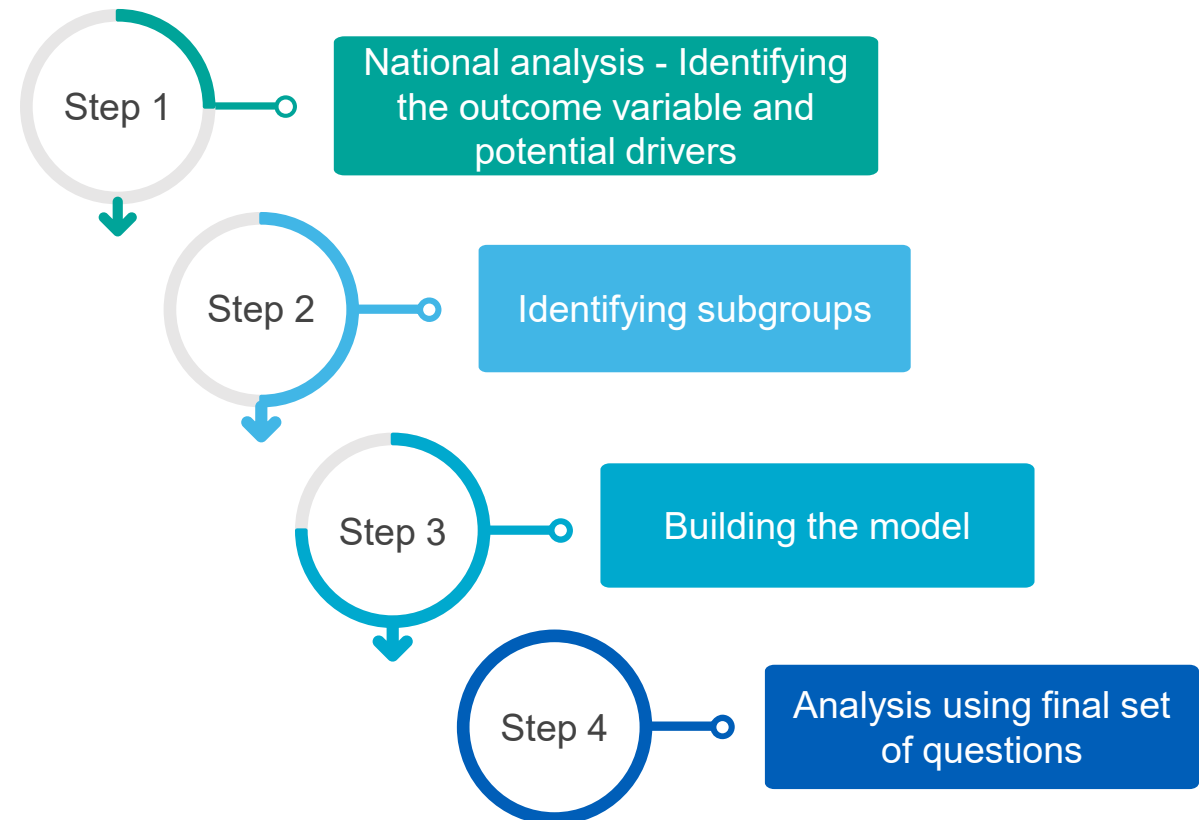 Step 1
National analysis - Identifying
the outcome variable and
potential drivers
Step 2
Identifying subgroups
Step 3
Building the model
Step 4
Analysis using final set
of questions